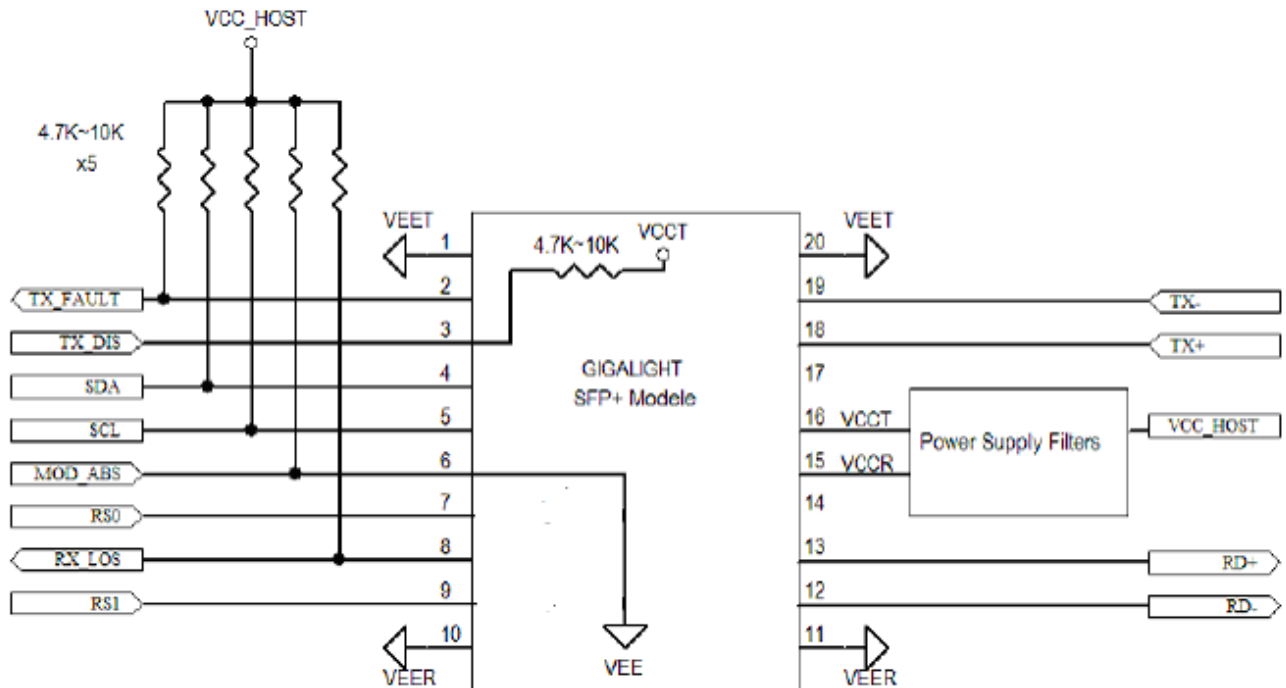 VCC_HOST
4.7K~10K
x5
VEET
1
4.7K~10K
VCCT
20
VEET
TX_FAULT
2
19
TX-
TX_DIS
3
18
TX+
SDA
4
GIGALIGHT
SFP+ Modele
17
SCL
5
16
VCCT
Power Supply Filters
VCC_HOST
MOD_ABS
6
15
VCCR
RS0
7
14
RX_LOS
8
13
RD+
RS1
9
12
RD-
10
VEER
VEE
11
VEER